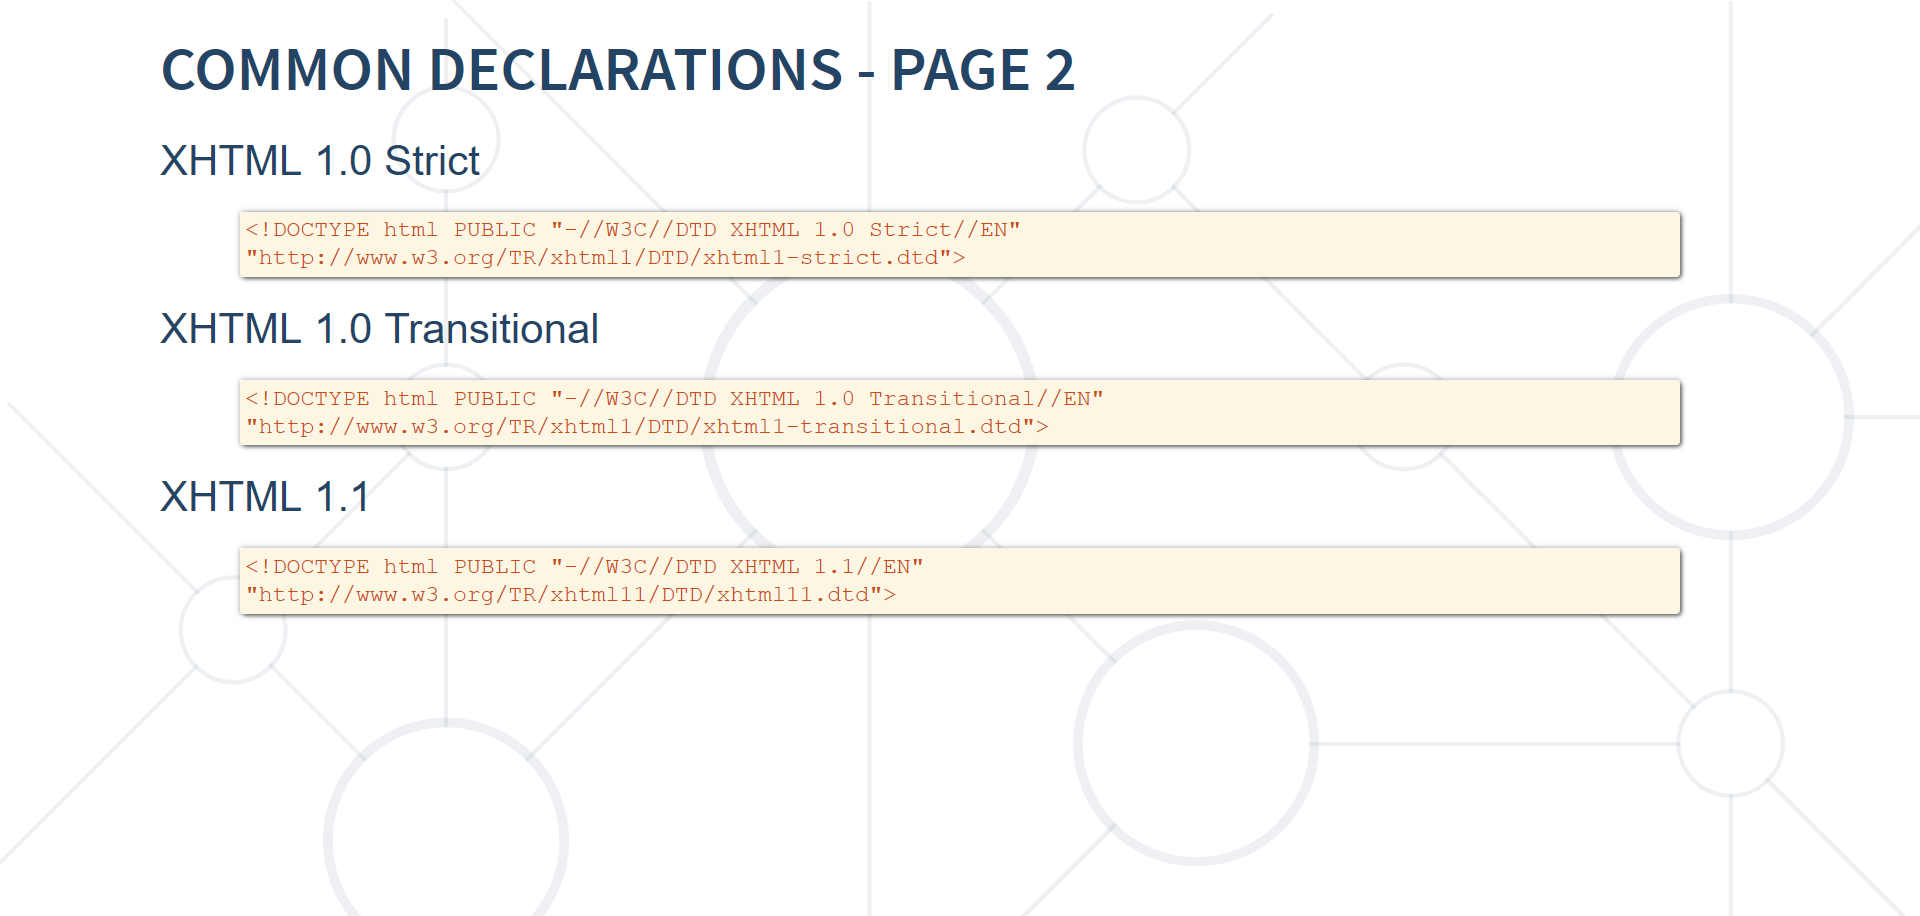 COMMON DECLARATIONS - PAGE 2
XHTML 1.0 Strict
<!DOCTYPE html PUBLIC "-//W3C//DTD XHTML 1.0 Strict//EN"
"http://www.w3.org/TR/xhtml1/DTD/xhtml1-strict.dtd">
XHTML 1.0 Transitional
<!DOCTYPE html PUBLIC "-//W3C//DTD XHTML 1.0 Transitional//EN"
"http://www.w3.org/TR/xhtml1/DTD/xhtml1-transitional.dtd">
XHTML 1.1
<!DOCTYPE html PUBLIC "-//W3C//DTD XHTML 1.1//EN"
"http://www.w3.org/TR/xhtml11/DTD/xhtml11.dtd">